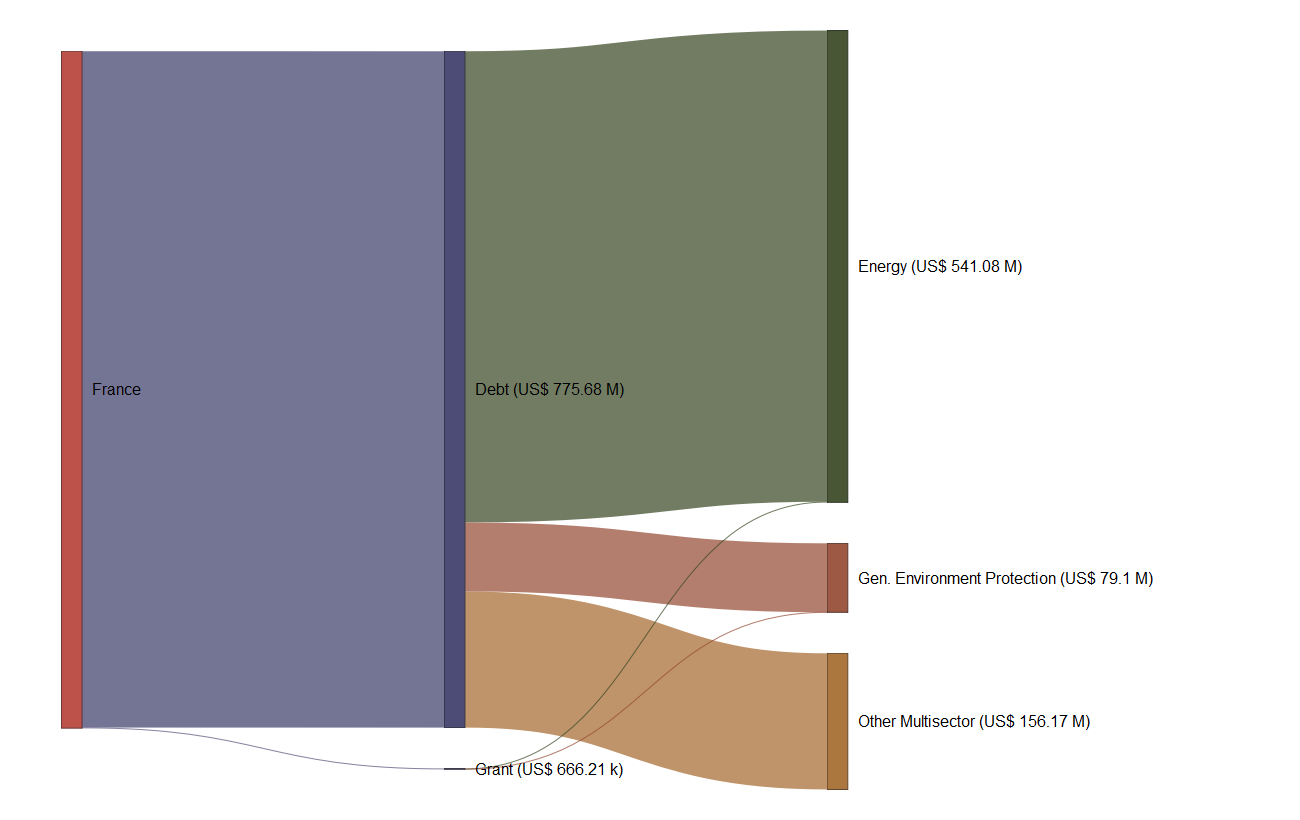 Energy (US$ 541.08 M)
France
Debt (US$ 775.68 M)
Gen. Environment Protection (US$ 79.1 M)
Other Multisector (US$ 156.17 M)
Grant (US$ 666.21 k)